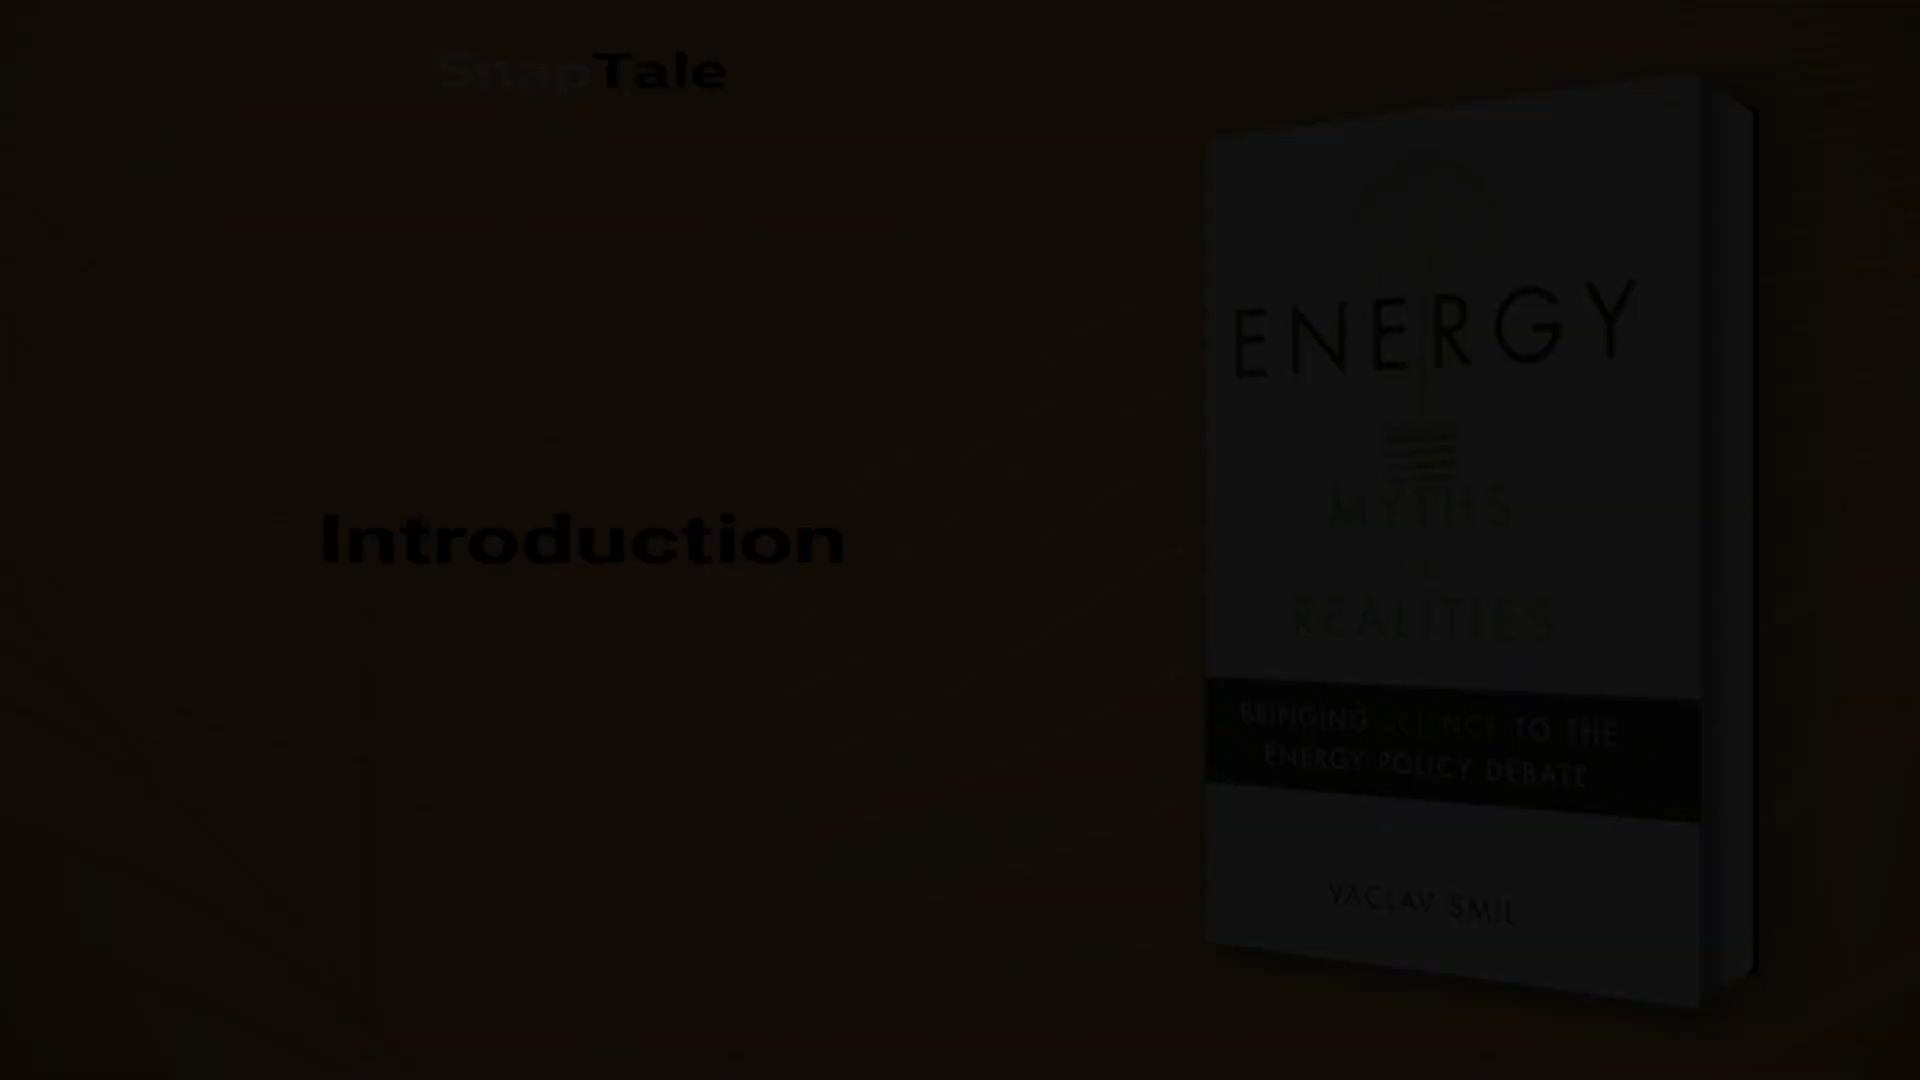 SnapTale
Introduction
ENERGY
MYTHS
REALITIES
BRINGING SCIENCE TO THE
ENERGY POLICY DEBATE
VACLAV SMIL